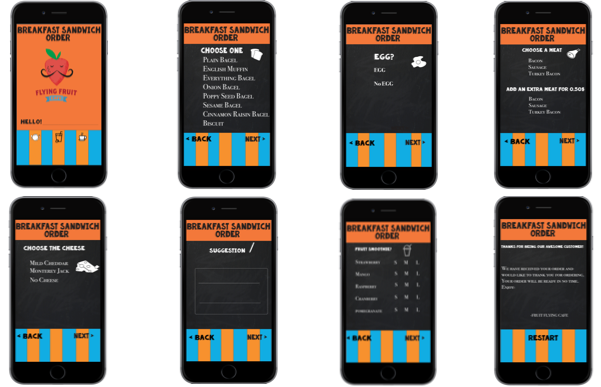 BREAKFAST SANDWICH
ORDER
FLYING FRUIT
HELLO!
BREAKFAST SANDWICH
ORDER
CHOOSE ONE
PLAIN BAGEL
ENGLISH MUFFIN
EVERYTHING BAGEL
ONION BAGEL
POPPY SEED BAGEL
SESAME BAGEL
CINNAMON RAISIN BAGEL
BISCUIT
< BACK NEXT >
BREAKFAST SANDWICH
ORDER
EGG?
EGG
NO EGG
< BACK NEXT >
BREAKFAST SANDWICH
ORDER
CHOOSE A MEAT
BACON
SAUSAGE
TURKEY BACON
ADD AN EXTRA MEAT FOR 0.50$
BACON
SAUSAGE
TURKEY BACON
< BACK NEXT >
BREAKFAST SANDWICH
ORDER
CHOOSE THE CHEESE
MILD CHEDDAR
MONTEREY JACK
NO CHEESE
< BACK NEXT >
BREAKFAST SANDWICH
ORDER
SUGGESTION
< BACK NEXT >
BREAKFAST SANDWICH
ORDER
FRUIT SMOOTHIE?
STRAWBERRY S M L
MANGO S M L
RASPBERRY S M L
CRANBERRY S M L
POMEGRANATE S M L
< BACK NEXT >
BREAKFAST SANDWICH
ORDER
THANKS FOR BEING OUR AWESOME CUSTOMER!
WE HAVE RECEIVED YOUR ORDER AND
WOULD LIKE TO THANK YOU FOR ORDERING.
YOUR ORDER WILL BE READY IN NO TIME.
ENJOY!
FRUIT FLYING CAFE
RESTART